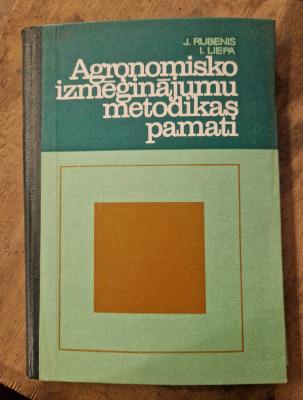 J. RUBENIS
I. LIEPA
Agronomisko
izmēģinājumu
metodikas
pamati